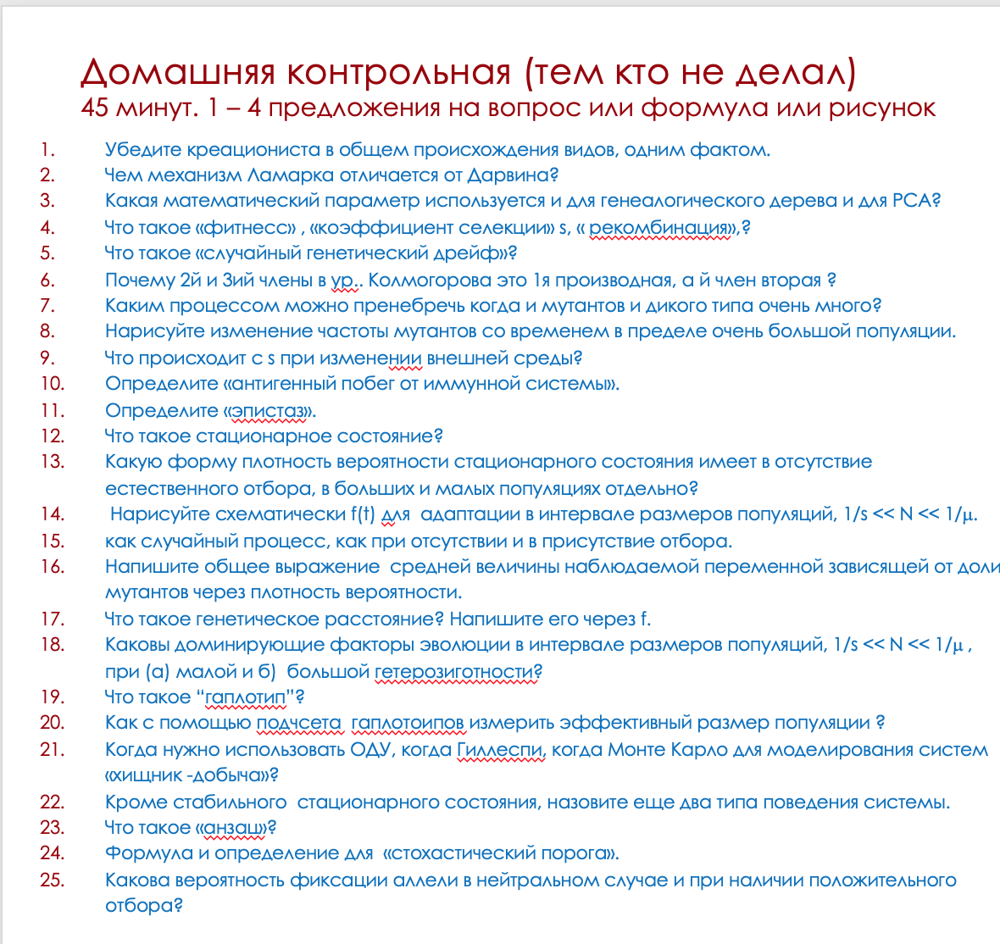 Домашняя контрольная (тем кто не делал)
45 минут. 1 – 4 предложения на вопрос или формула или рисунок
1. Убедите креациониста в общем происхождения видов, одним фактом.
2. Чем механизм Ламарка отличается от Дарвина?
3. Какая математический параметр используется и для генеалогического дерева и для PCA?
4. Что такое «фитнесс» , «коэффициент селекции» s, « рекомбинация»,?
5. Что такое «случайный генетический дрейф»?
6. Почему 2й и 3ий члены в ур.. Колмогорова это 1я производная, а й член вторая ?
7. Каким процессом можно пренебречь когда и мутантов и дикого типа очень много?
8. Нарисуйте изменение частоты мутантов со временем в пределе очень большой популяции.
9. Что происходит с s при изменении внешней среды?
10. Определите «антигенный побег от иммунной системы».
11. Определите «эпистаз».
12. Что такое стационарное состояние?
13. Какую форму плотность вероятности стационарного состояния имеет в отсутствие
естественного отбора, в больших и малых популяциях отдельно?
14. Нарисуйте схематически f(t) для адаптации в интервале размеров популяций, 1/s << N << 1/μ.
15. как случайный процесс, как при отсутствии и в присутствие отбора.
16. Напишите общее выражение средней величины наблюдаемой переменной зависящей от доли
мутантов через плотность вероятности.
17. Что такое генетическое расстояние? Напишите его через f.
18. Каковы доминирующие факторы эволюции в интервале размеров популяций, 1/s << N << 1/μ ,
при (а) малой и б) большой гетерозиготности?
19. Что такое “гаплотип”?
20. Как с помощью подчсета гаплотоипов измерить эффективный размер популяции ?
21. Когда нужно использовать ОДУ, когда Гиллеспи, когда Монте Карло для моделирования систем
«хищник -добыча»?
22. Кроме стабильного стационарного состояния, назовите еще два типа поведения системы.
23. Что такое «анзац»?
24. Формула и определение для «стохастический порога».
25. Какова вероятность фиксации аллели в нейтральном случае и при наличии положительного
отбора?